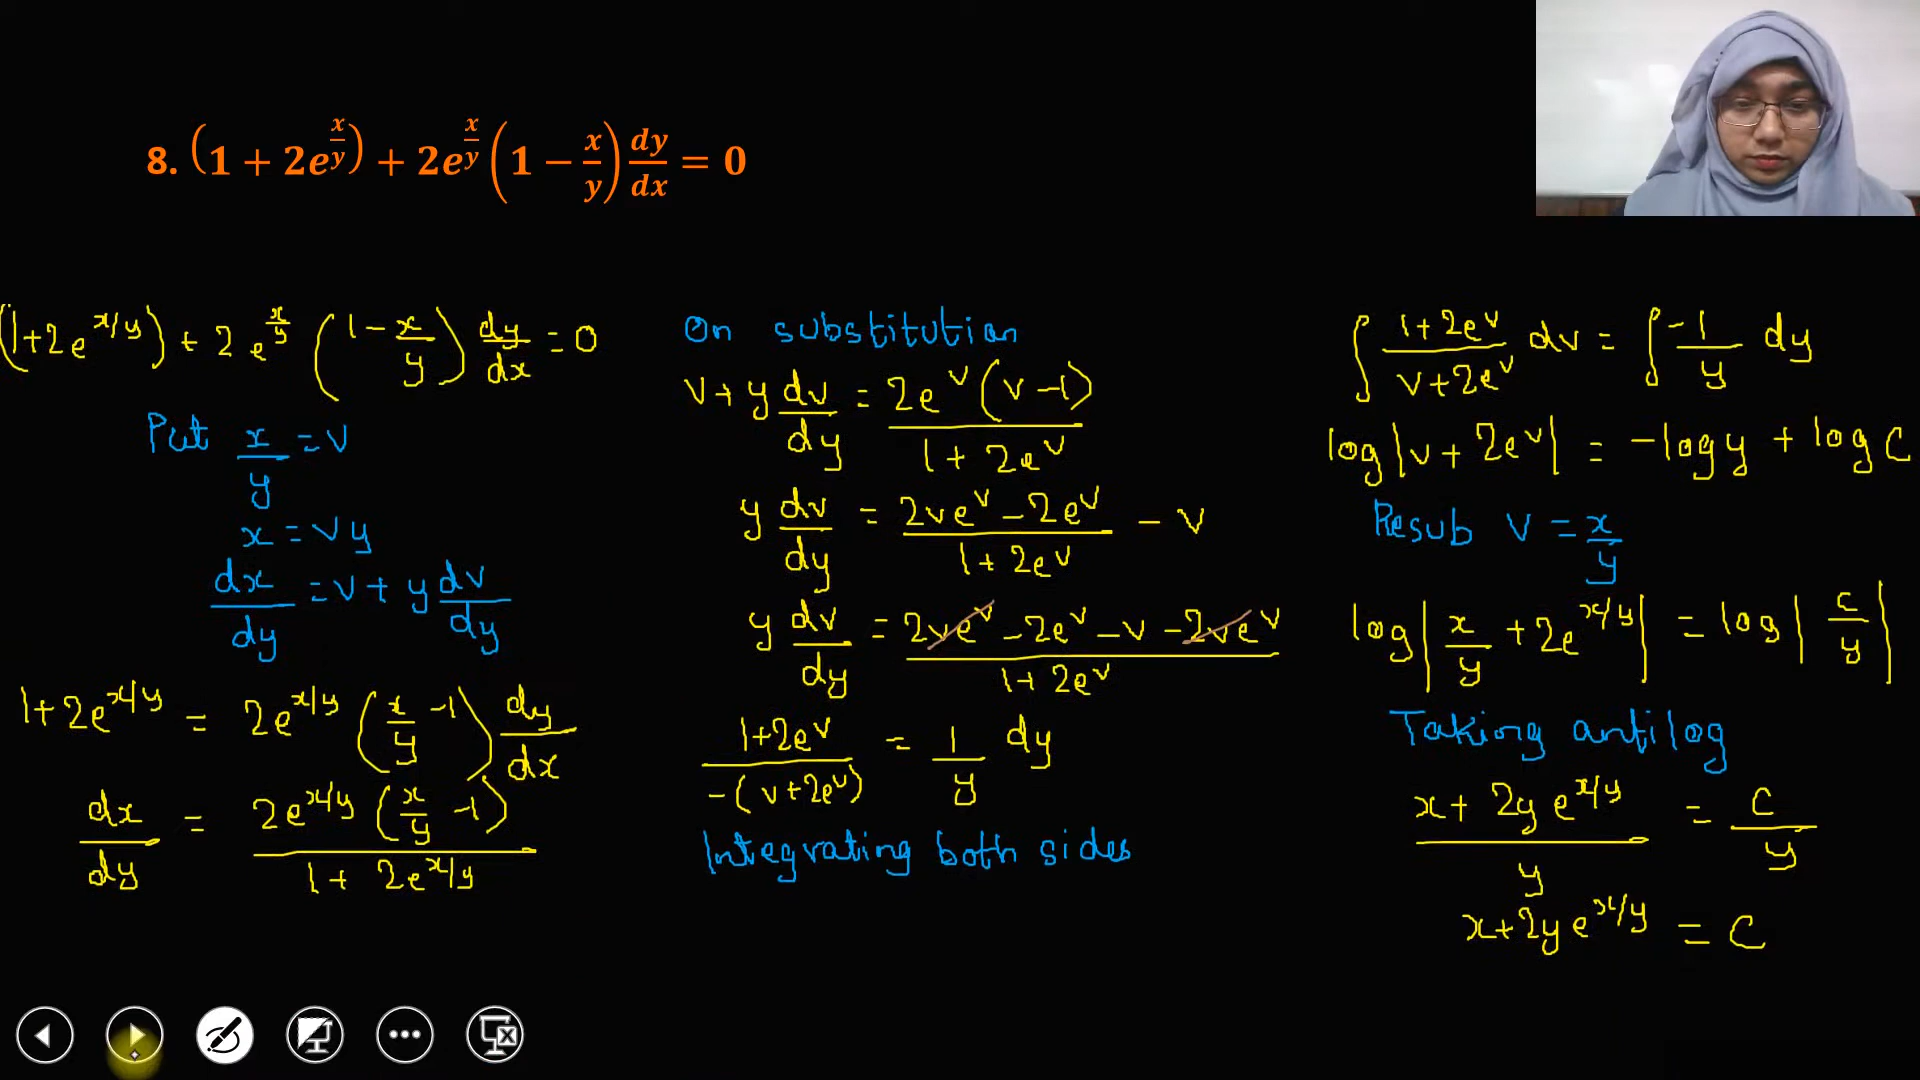 8. (1 + 2e^{x/y}) + 2e^{x/y} (1 − x/y) dy/dx = 0
(1+2e^{x/y}) + 2e^{x/y} (1 − x/y) dy/dx = 0
Put x/y = v
x = vy
dx/dy = v + y dv/dy
1+2e^{x/y} = 2e^{x/y} (x/y −1) dy/dx
dx/dy = 2e^{x/y} (x/y −1) / 1 + 2e^{x/y}
On substitution
v + y dv/dy = 2e^v (v −1) / 1 + 2e^v
y dv/dy = 2ve^v − 2e^v / 1 + 2e^v − v
y dv/dy = 2ve^v − 2e^v − v − 2ve^v / 1 + 2e^v
1+2e^v / −(v+2e^v) = 1/y dy
Integrating both sides
∫ 1+2e^v / v+2e^v dv = ∫ −1/y dy
log|v + 2e^v| = −log y + log C
Resub v = x/y
log| x/y + 2e^{x/y} | = log| c/y |
Taking antilog
x + 2y e^{x/y} / y = C/y
x+2y e^{x/y} = C